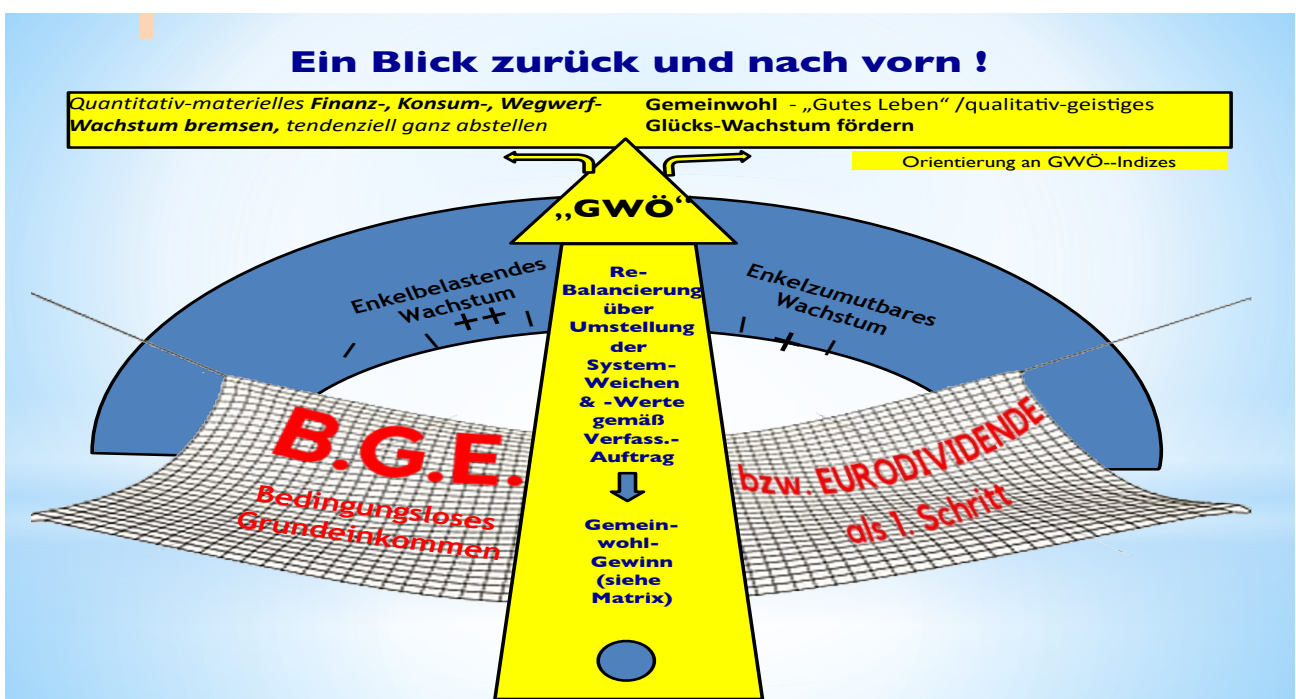 Ein Blick zurück und nach vorn !
Quantitativ-materielles Finanz-, Konsum-, Wegwerf-
Wachstum bremsen, tendenziell ganz abstellen
Gemeinwohl - „Gutes Leben“ /qualitativ-geistiges
Glücks-Wachstum fördern
Orientierung an GWÖ--Indizes
„GWÖ“
Enkelbelastendes
Wachstum
++
Enkelzumutbares
Wachstum
+
Re-
Balancierung
über
Umstellung
der
System-
Weichen
& -Werte
gemäß
Verfass.-
Auftrag
Gemein-
wohl-
Gewinn
(siehe
Matrix)
B.G.E.
Bedingungsloses
Grundeinkommen
bzw. EURODIVIDENDE
als 1. Schritt